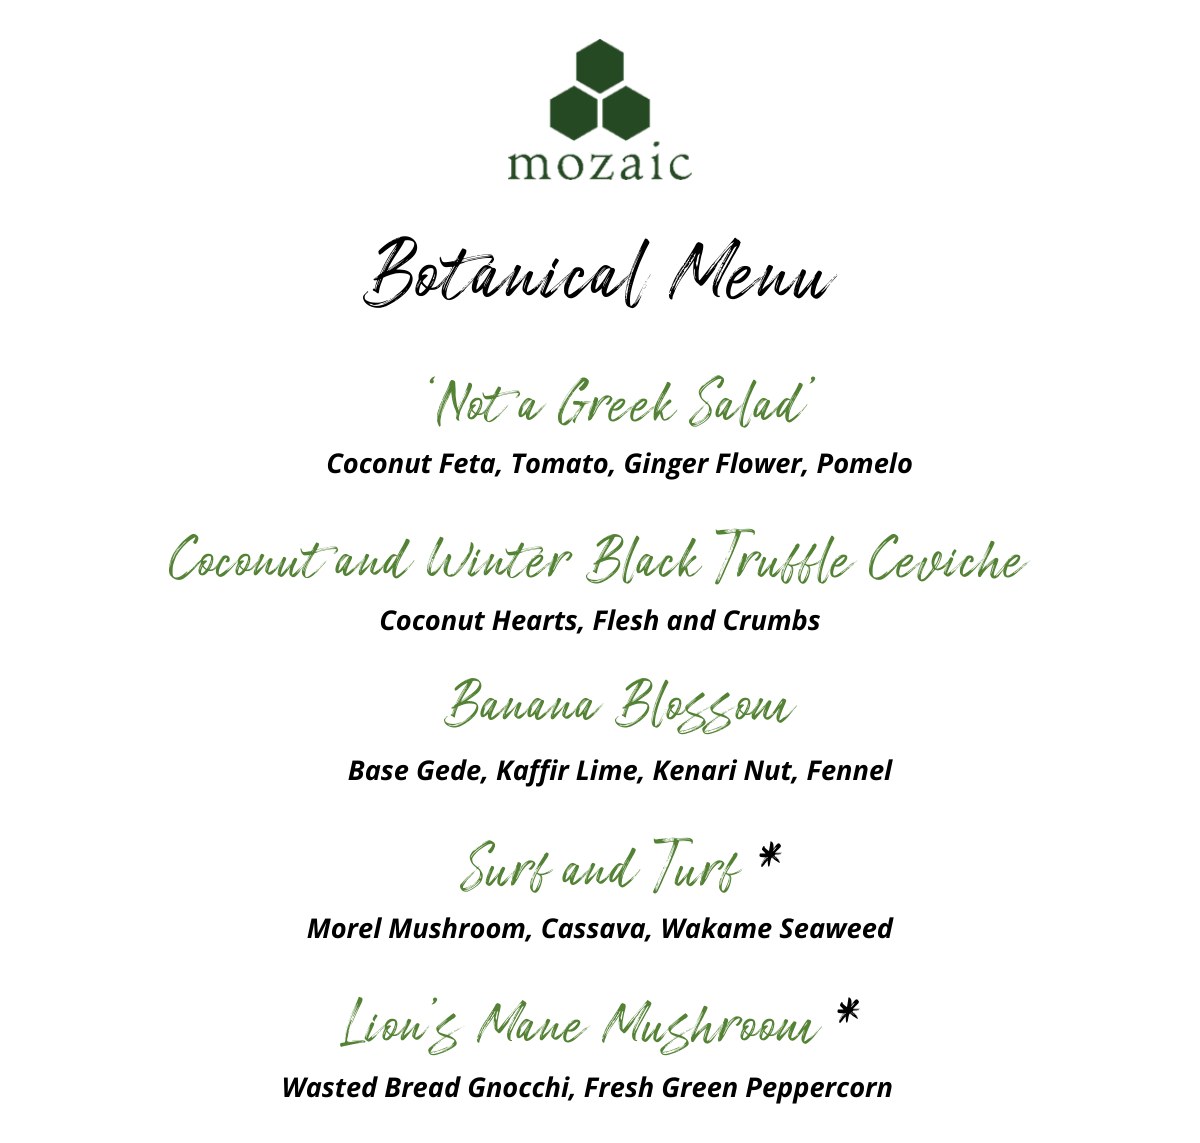 mozaic
Botanical Menu
‘Not a Greek Salad’
Coconut Feta, Tomato, Ginger Flower, Pomelo
Coconut and Winter Black Truffle Ceviche
Coconut Hearts, Flesh and Crumbs
Banana Blossom
Base Gede, Kaffir Lime, Kenari Nut, Fennel
Surf and Turf *
Morel Mushroom, Cassava, Wakame Seaweed
Lion’s Mane Mushroom *
Wasted Bread Gnocchi, Fresh Green Peppercorn